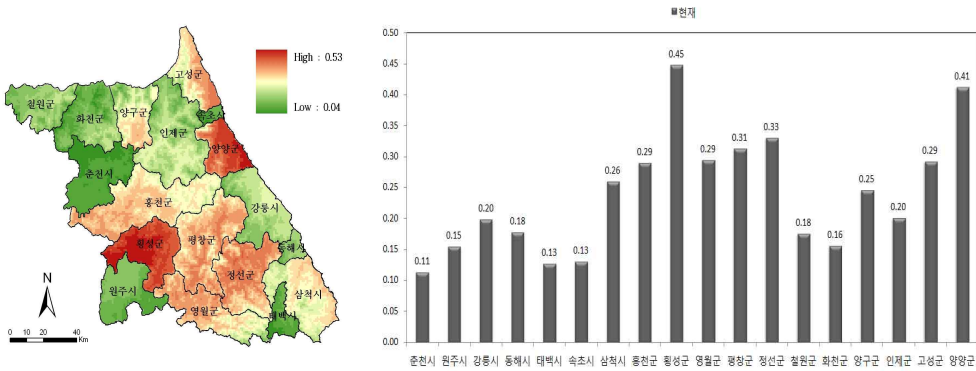 고성군
철원군
화천군
양구군
인제군
속초시
양양군
춘천시
홍천군
강릉시
횡성군
평창군
동해시
정선군
원주시
삼척시
영월군
태백시
High : 0.53
Low : 0.04
N
0 10 20 40
Km
■현재
0.50
0.45
0.40
0.35
0.30
0.25
0.20
0.15
0.10
0.05
0.00
0.11 0.15 0.20 0.18 0.13 0.13 0.26 0.29 0.45 0.29 0.31 0.33 0.18 0.16 0.25 0.20 0.29 0.41
춘천시 원주시 강릉시 동해시 태백시 속초시 삼척시 홍천군 횡성군 영월군 평창군 정선군 철원군 화천군 양구군 인제군 고성군 양양군